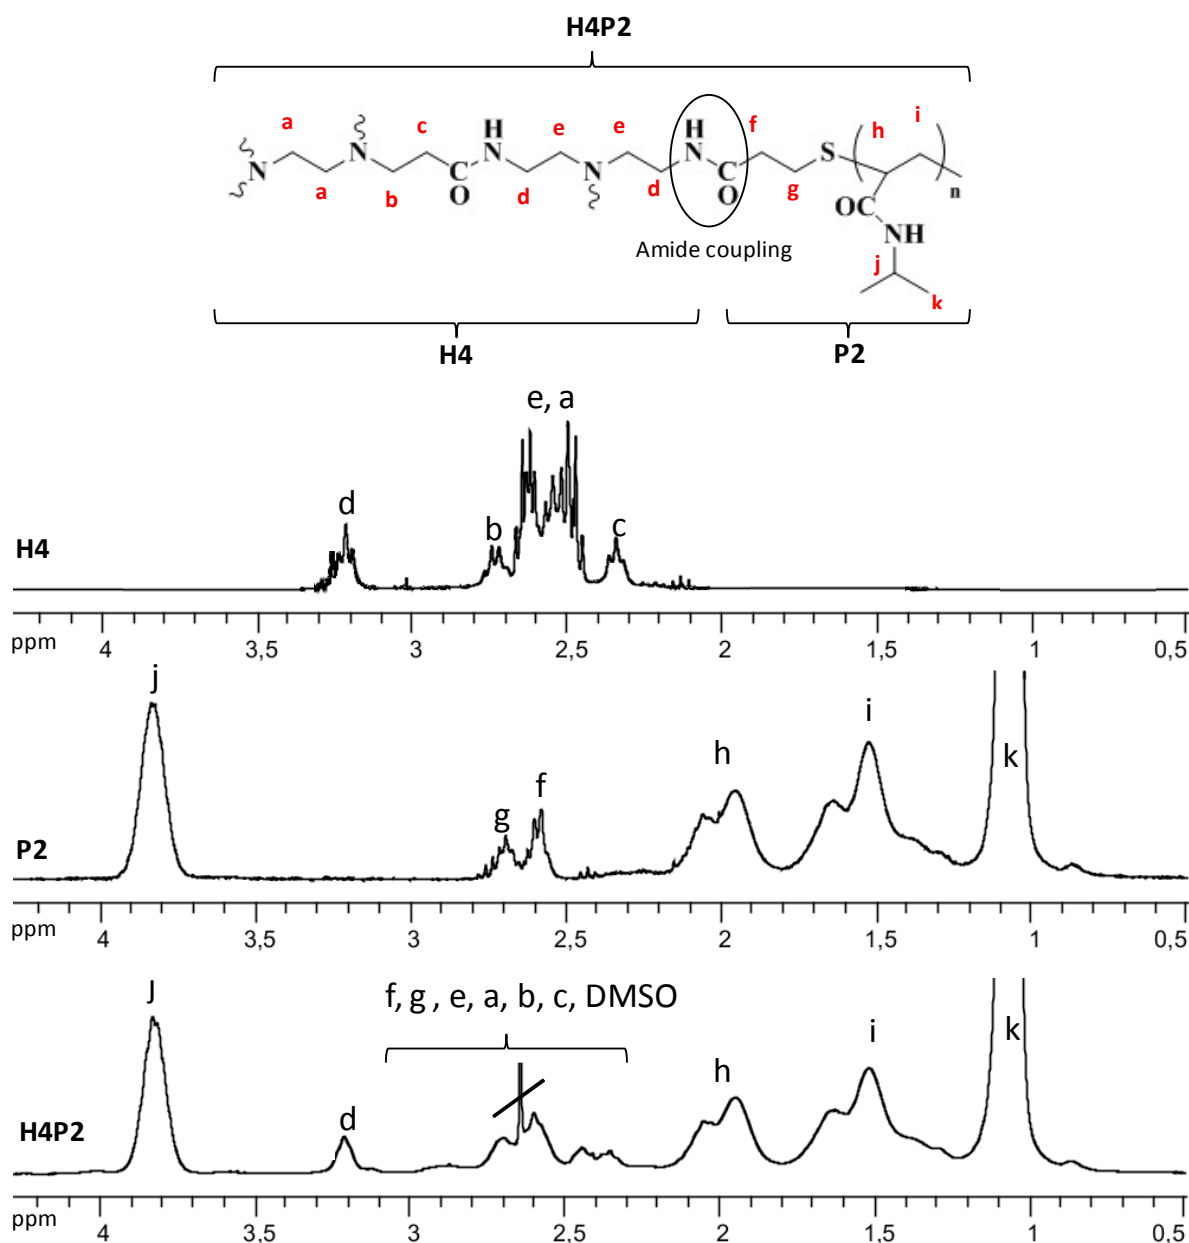 H4P2
a c H e e H f h i
N N N N N S
a b O d d O g n
OC
Amide coupling
NH
j
k
H4 P2
e, a
d b c
H4
ppm 4 3,5 3 2,5 2 1,5 1 0,5
j g f h i k
P2
ppm 4 3,5 3 2,5 2 1,5 1 0,5
f, g , e, a, b, c, DMSO
J d h i k
H4P2
ppm 4 3,5 3 2,5 2 1,5 1 0,5